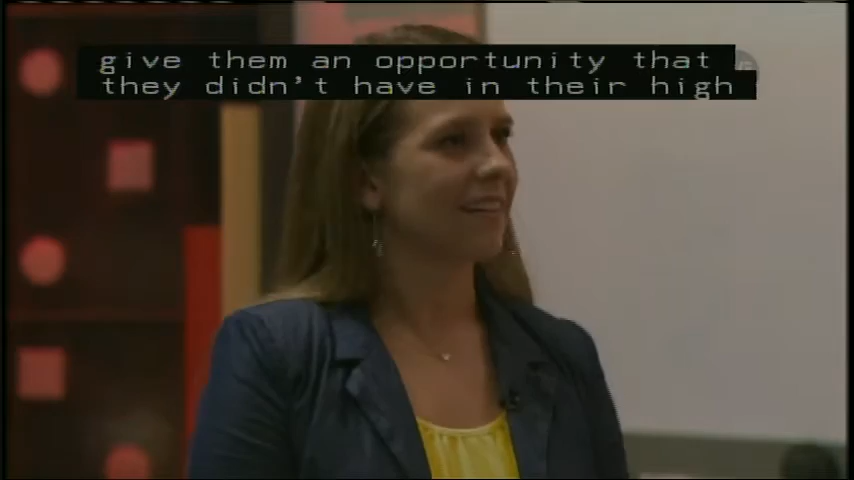 give them an opportunity that
they didn't have in their high